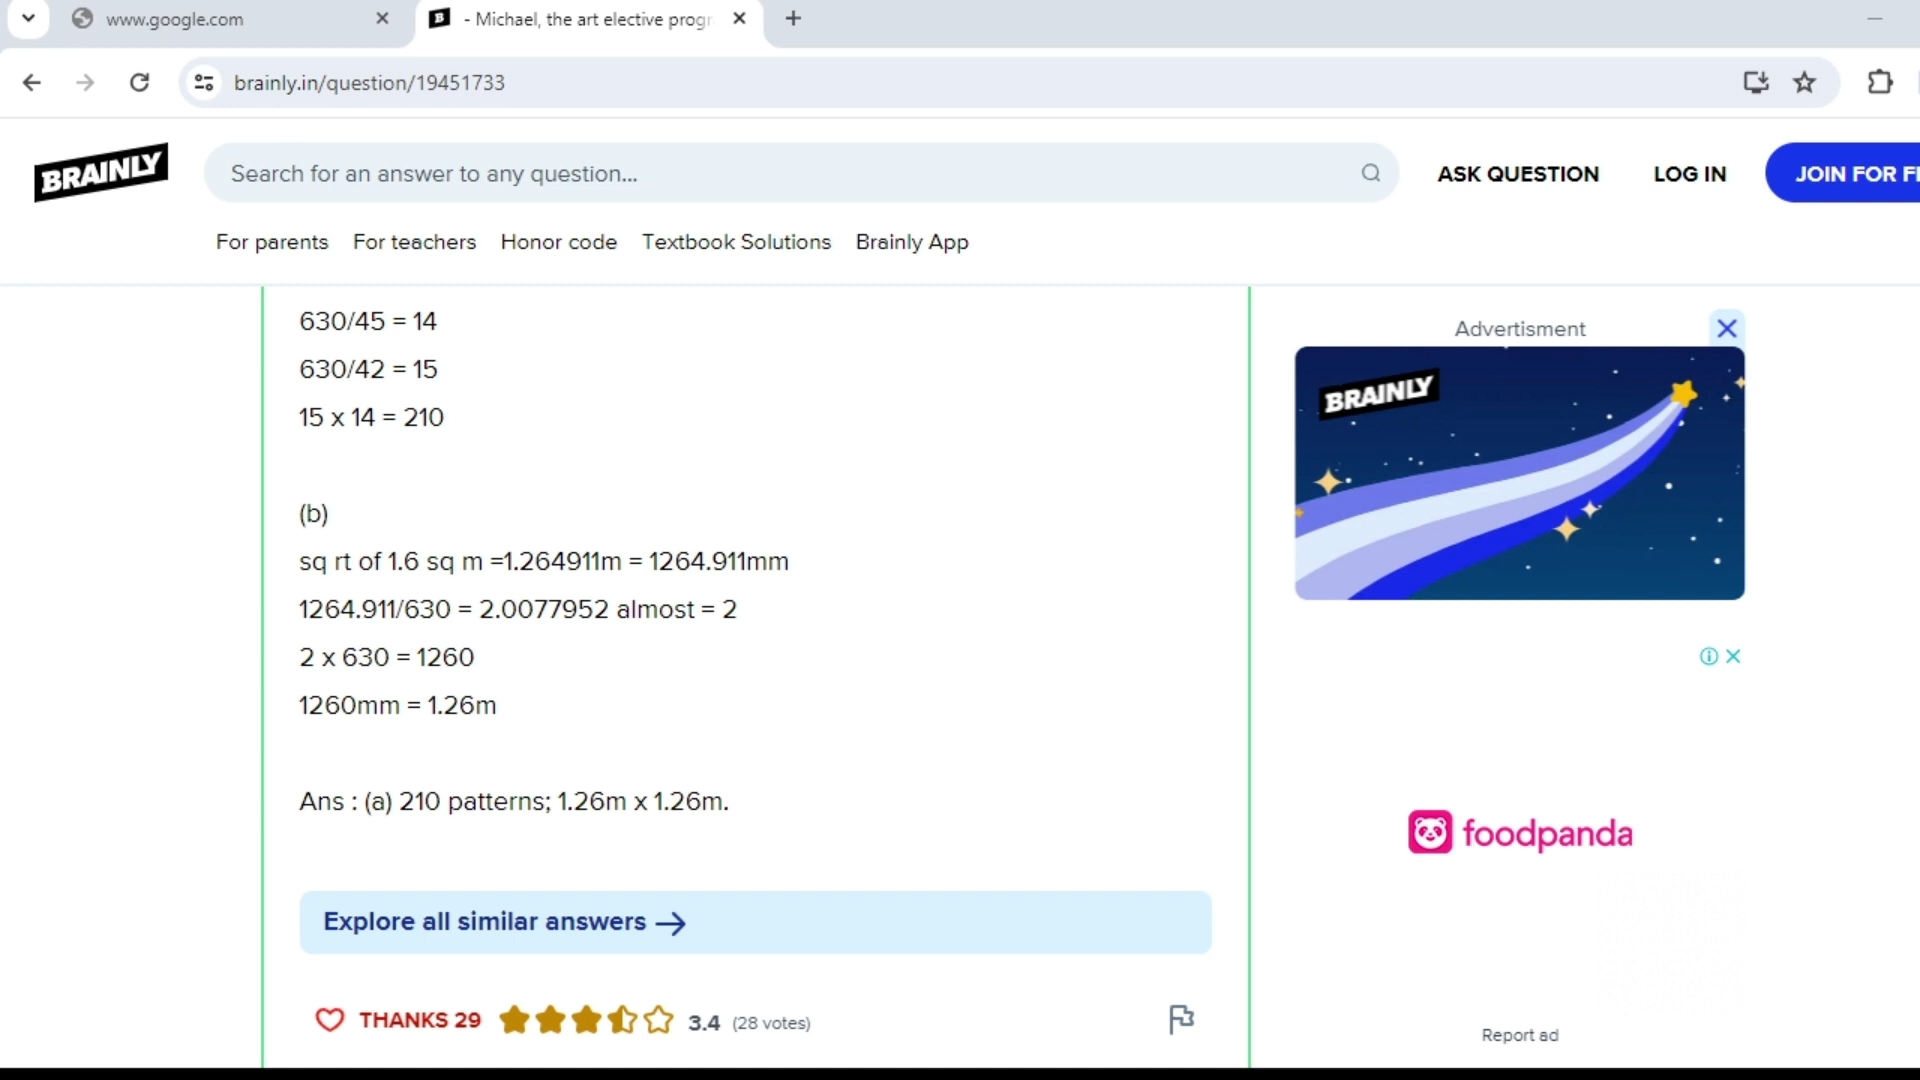 www.google.com
- Michael, the art elective progr
brainly.in/question/19451733
BRAINLY
Search for an answer to any question...
ASK QUESTION
LOG IN
JOIN FOR F
For parents
For teachers
Honor code
Textbook Solutions
Brainly App
630/45 = 14
630/42 = 15
15 x 14 = 210
(b)
sq rt of 1.6 sq m =1.264911m = 1264.911mm
1264.911/630 = 2.0077952 almost = 2
2 x 630 = 1260
1260mm = 1.26m
Ans : (a) 210 patterns; 1.26m x 1.26m.
Explore all similar answers
THANKS 29
3.4 (28 votes)
Advertisment
BRAINLY
foodpanda
Report ad